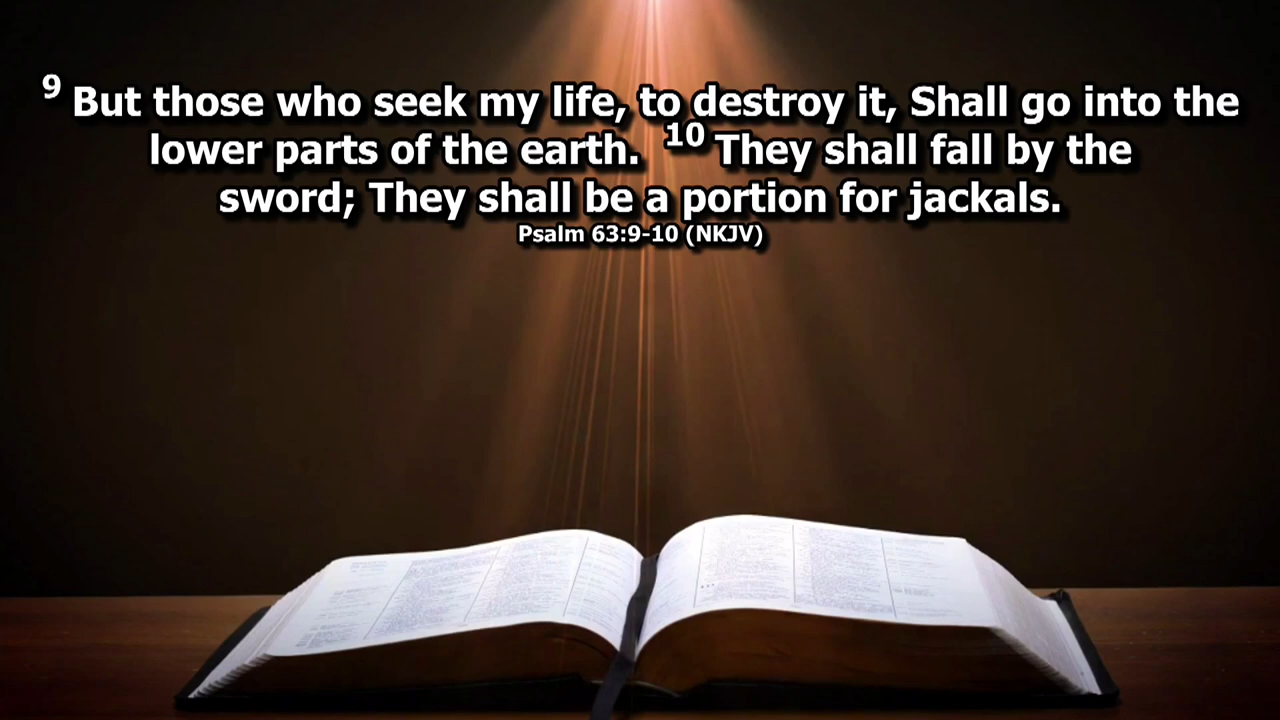 9 But those who seek my life, to destroy it, Shall go into the
lower parts of the earth. 10 They shall fall by the
sword; They shall be a portion for jackals.
Psalm 63:9-10 (NKJV)